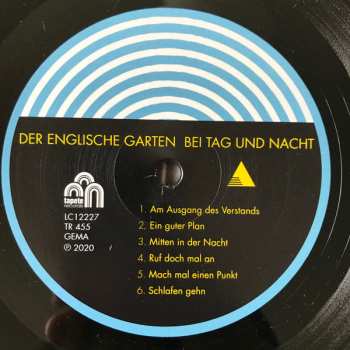 DER ENGLISCHE GARTEN BEI TAG UND NACHT
tapete
RECORDS
LC12227
TR 455
GEMA
℗ 2020
1. Am Ausgang des Verstands
2. Ein guter Plan
3. Mitten in der Nacht
4. Ruf doch mal an
5. Mach mal einen Punkt
6. Schlafen gehn